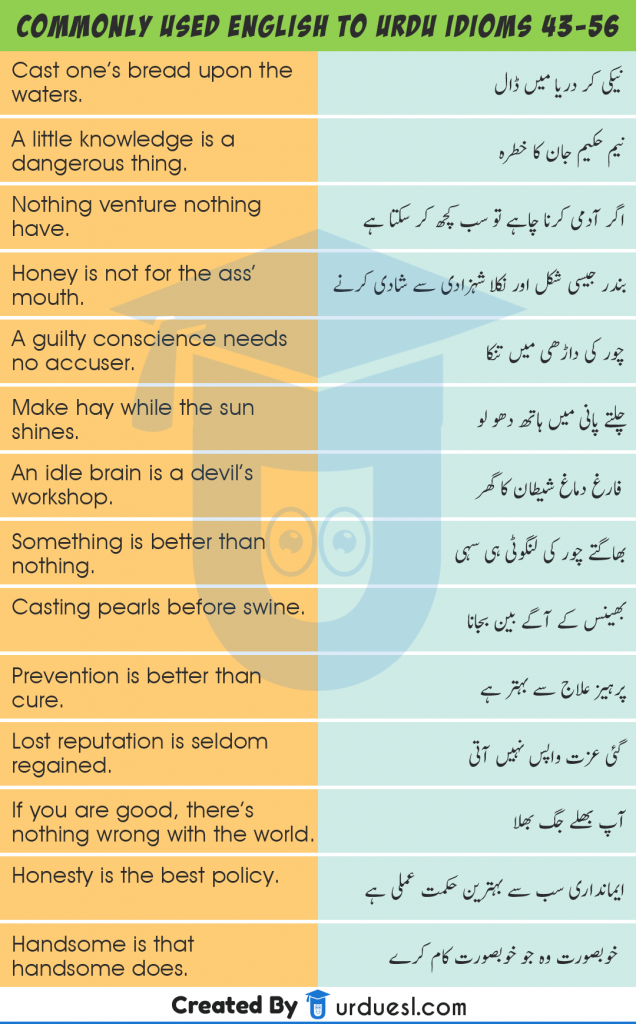 COMMONLY USED ENGLISH TO URDU IDIOMS 43-56
Cast one's bread upon the
waters.
نیکی کر دریا میں ڈال
A little knowledge is a
dangerous thing.
نیم حکیم جان کا خطرہ
Nothing venture nothing
have.
اگر آدمی کرنا چاہے تو سب کچھ کر سکتا ہے
Honey is not for the ass'
mouth.
بندر جیسی شکل اور نکلا شہزادی سے شادی کرنے
A guilty conscience needs
no accuser.
چور کی داڑھی میں تنکا
Make hay while the sun
shines.
چلتے پانی میں ہاتھ دھو لو
An idle brain is a devil's
workshop.
فارغ دماغ شیطان کا گھر
Something is better than
nothing.
بھاگتے چور کی لنگوٹی ہی سہی
Casting pearls before swine.
بھینس کے آگے بین بجانا
Prevention is better than
cure.
پرہیز علاج سے بہتر ہے
Lost reputation is seldom
regained.
گئی عزت واپس نہیں آتی
If you are good, there's
nothing wrong with the world.
آپ بھلے جگ بھلا
Honesty is the best policy.
ایمانداری سب سے بہترین حکمت عملی ہے
Handsome is that
handsome does.
خوبصورت وہ جو خوبصورت کام کرے
Created By urduesl.com